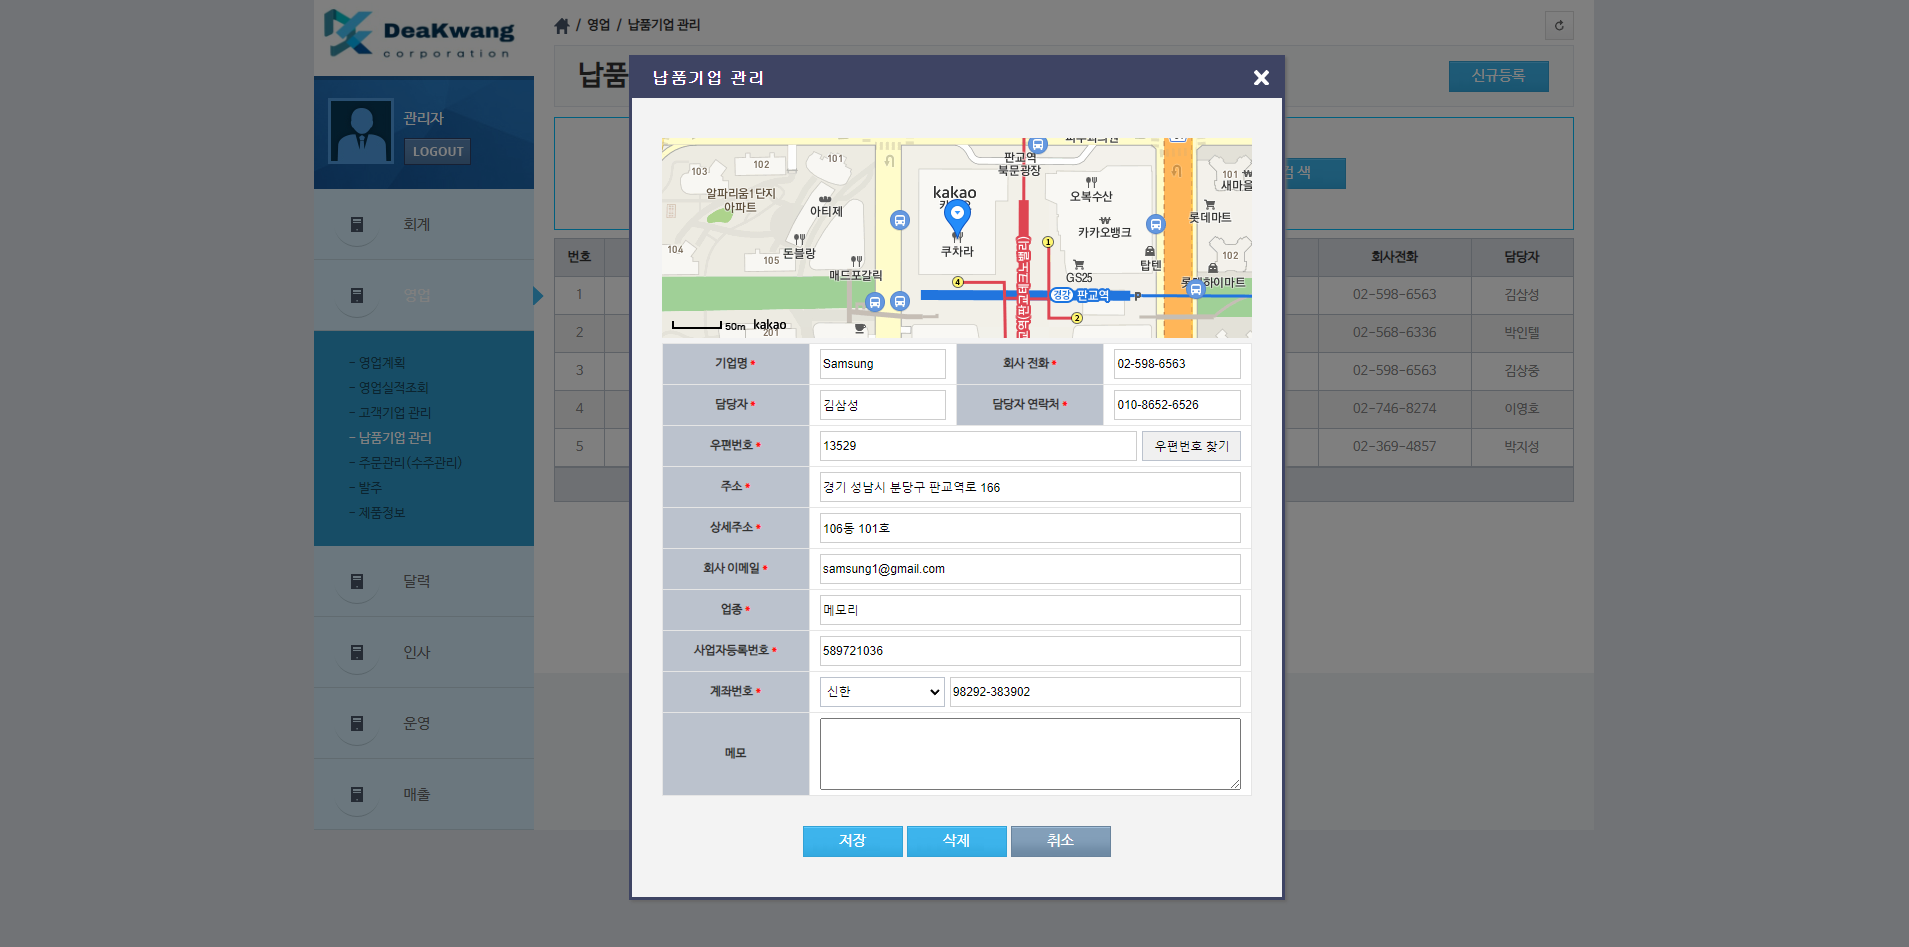 DeaKwang
corporation
/ 영업 / 납품기업 관리
관리자
LOGOUT
회계
영업
- 영업계획
- 영업실적조회
- 고객기업 관리
- 납품기업 관리
- 주문관리(수주관리)
- 발주
- 제품정보
달력
인사
운영
매출
납품
신규등록
검색
번호
회사전화
담당자
1
02-598-6563
김삼성
2
02-568-6336
박인텔
3
02-598-6563
김상중
4
02-746-8274
이영호
5
02-369-4857
박지성
납품기업 관리
판교역
북문광장
103
102
101
알파리움1단지
아파트
아티제
kakao
오복수산
카카오뱅크
101
새마을
롯데마트
104
105
돈블랑
매드포갈릭
쿠차라
1
4
2
GS25
탑텐
102
경강
판교역
P
50m
kakao
201
기업명 *
Samsung
회사 전화 *
02-598-6563
담당자 *
김삼성
담당자 연락처 *
010-8652-6526
우편번호 *
13529
우편번호 찾기
주소 *
경기 성남시 분당구 판교역로 166
상세주소 *
106동 101호
회사 이메일 *
samsung1@gmail.com
업종 *
메모리
사업자등록번호 *
589721036
계좌번호 *
신한
98292-383902
메모
저장
삭제
취소